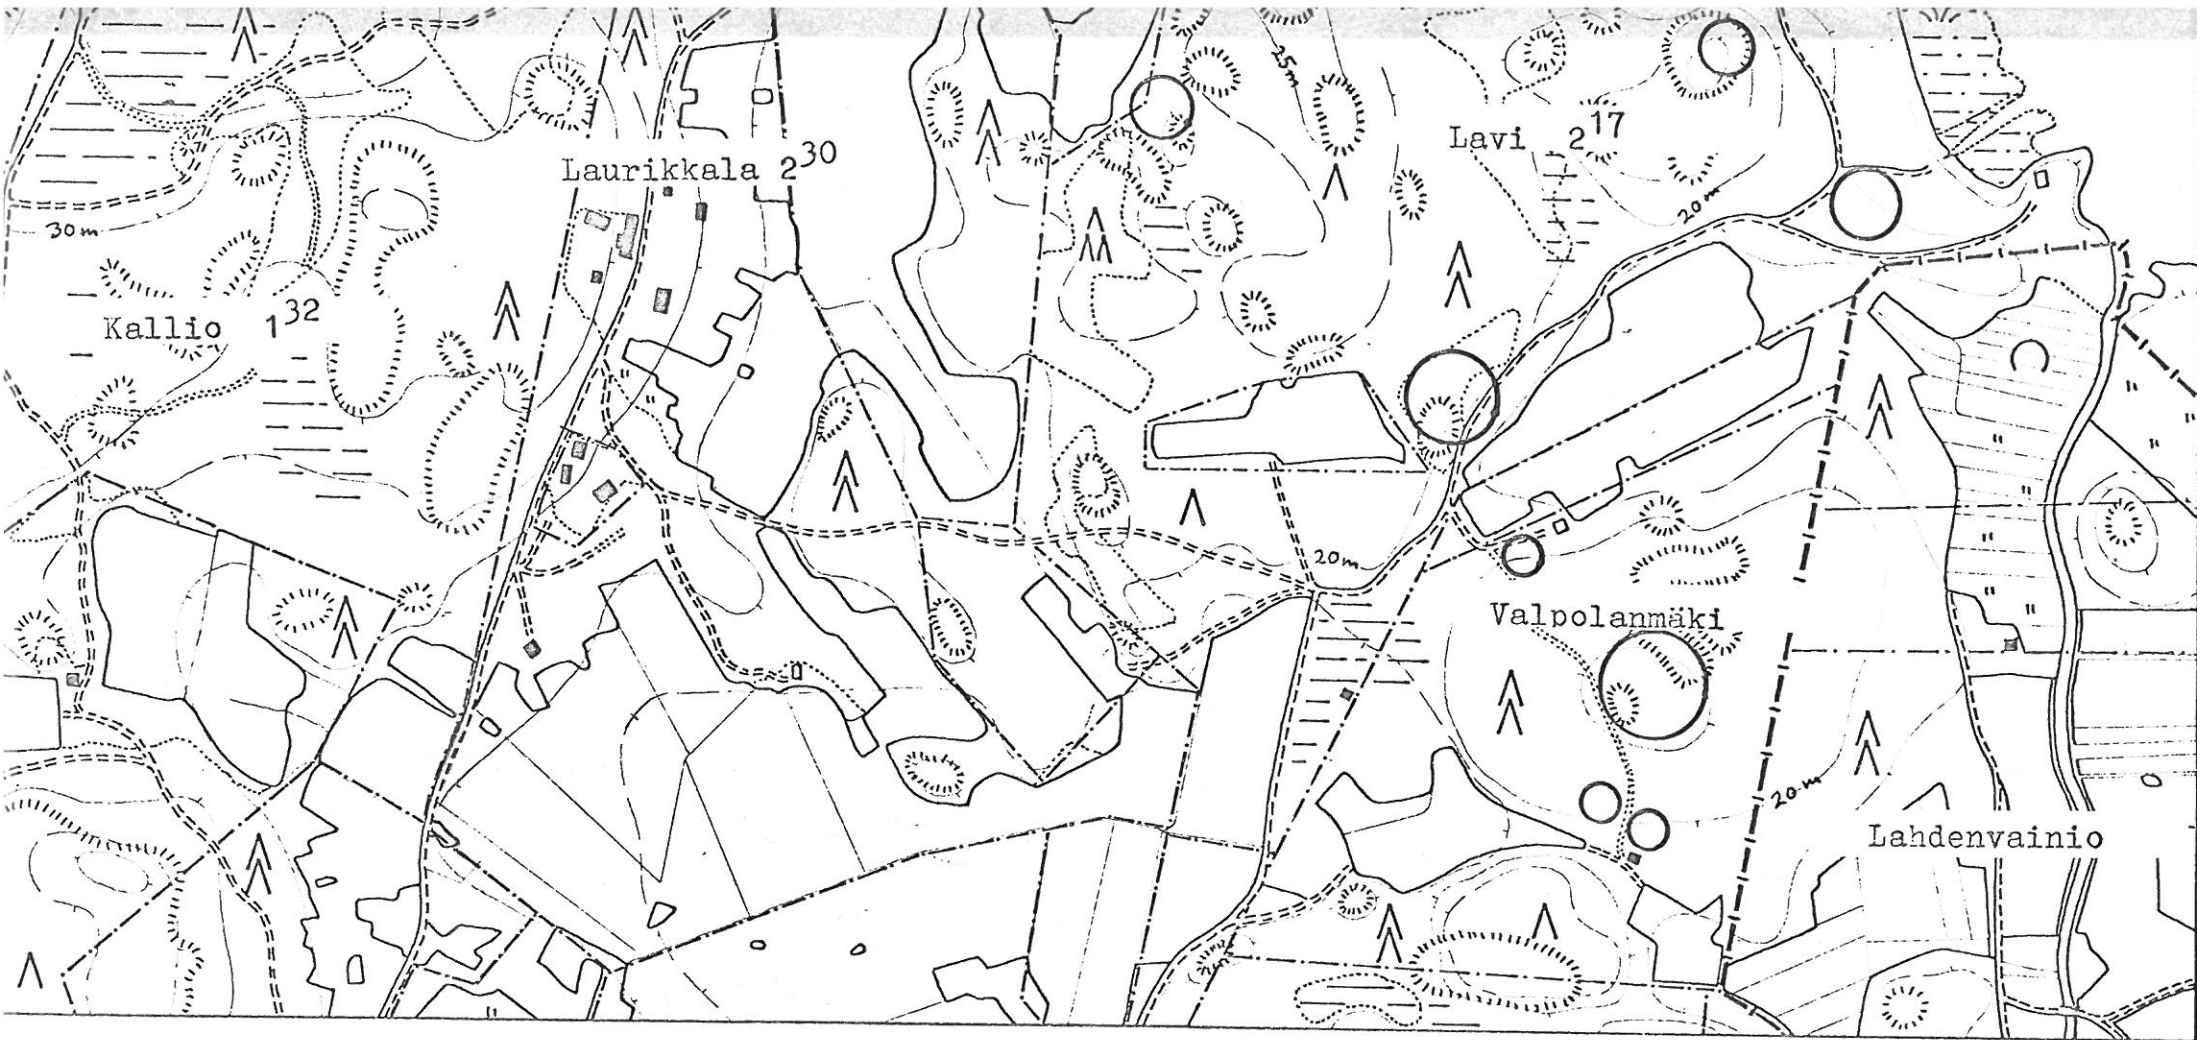 25m
Lavi 2¹⁷
Laurikkala 2³⁰
20m
30m
Kallio 1³²
20m
Valpolanmäki
20m
Lahdenvainio